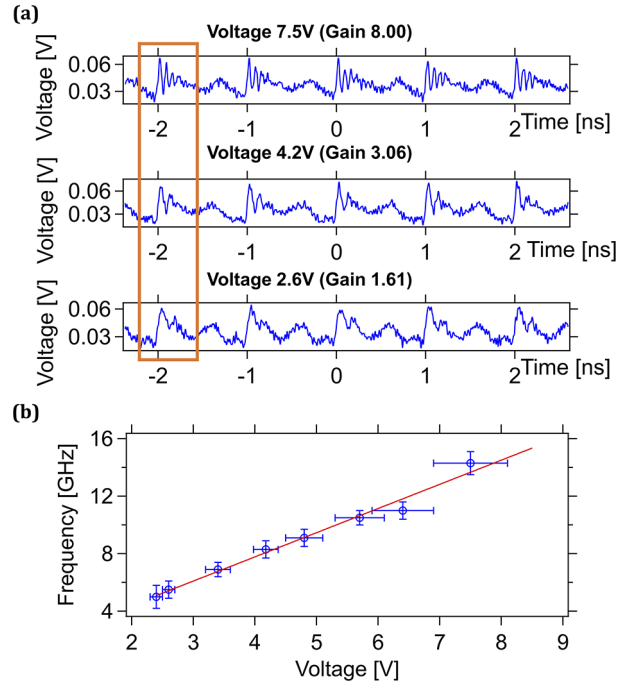 (a)
Voltage 7.5V (Gain 8.00)
Voltage [V]
0.06
0.03
-2 -1 0 1 2
Time [ns]
Voltage 4.2V (Gain 3.06)
Voltage [V]
0.06
0.03
-2 -1 0 1 2
Time [ns]
Voltage 2.6V (Gain 1.61)
Voltage [V]
0.06
0.03
-2 -1 0 1 2
Time [ns]
(b)
Frequency [GHz]
16
12
8
4
2 3 4 5 6 7 8 9
Voltage [V]